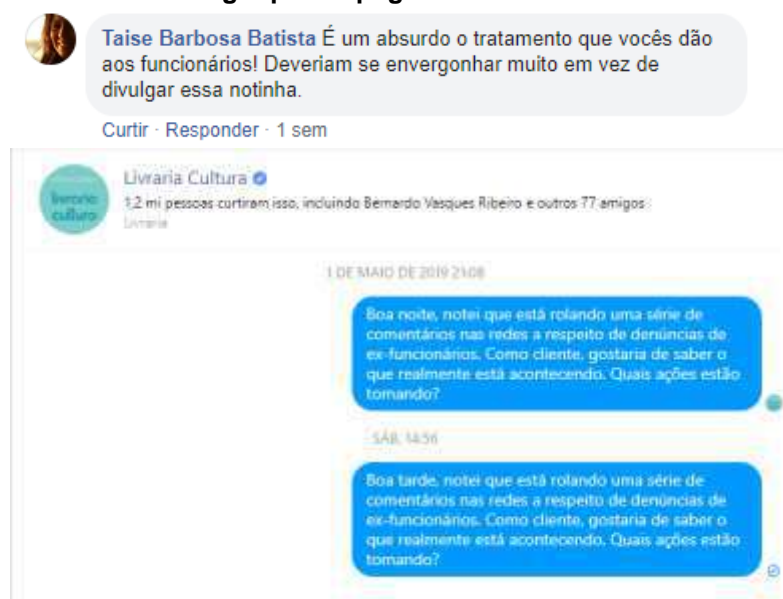 Taise Barbosa Batista É um absurdo o tratamento que vocês dão
aos funcionários! Deveriam se envergonhar muito em vez de
divulgar essa notinha.
Curtir · Responder · 1 sem
Livraria Cultura
1,2 mi pessoas curtiram isso, incluindo Bernardo Vasques Ribeiro e outros 77 amigos
Livraria
livraria
cultura
1 DE MAIO DE 2019 21:08
Boa noite, notei que está rolando uma série de
comentários nas redes a respeito de denúncias de
ex-funcionários. Como cliente, gostaria de saber o
que realmente está acontecendo. Quais ações estão
tomando?
SÁB, 14:56
Boa tarde, notei que está rolando uma série de
comentários nas redes a respeito de denúncias de
ex-funcionários. Como cliente, gostaria de saber o
que realmente está acontecendo. Quais ações estão
tomando?